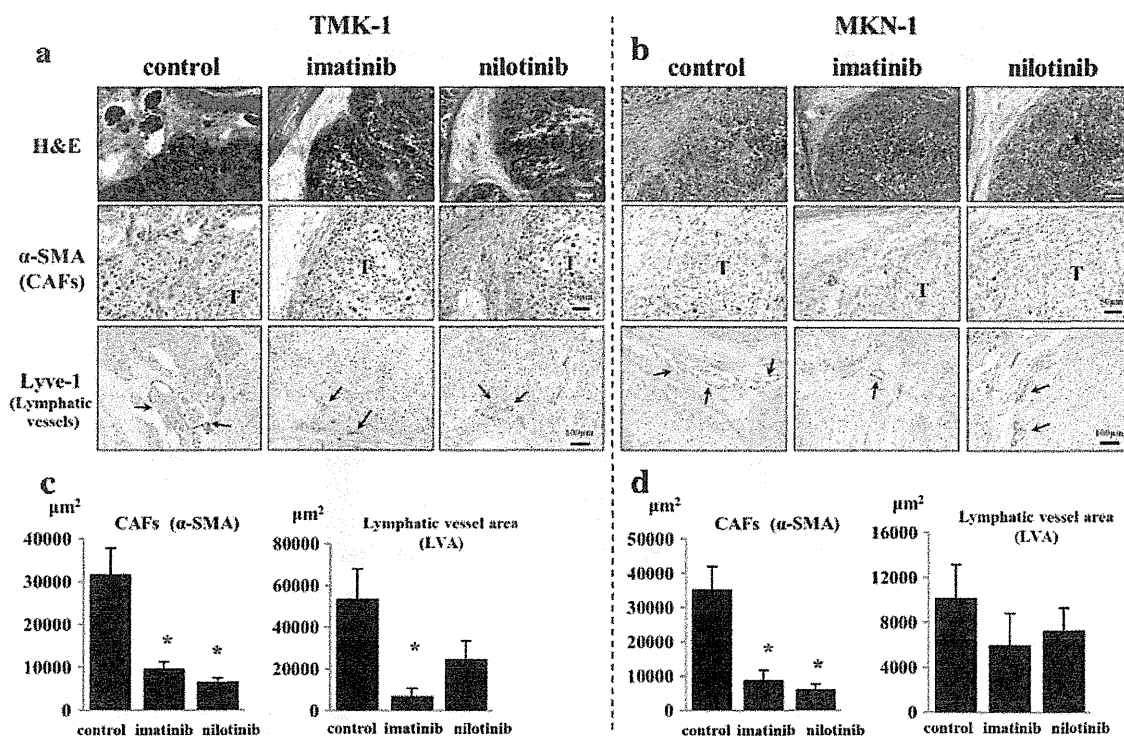 TMK-1
MKN-1
a
b
control
imatinib
nilotinib
control
imatinib
nilotinib
H&E
α-SMA
(CAFs)
T
T
T
T
T
T
50μm
Lyve-1
(Lymphatic
vessels)
100μm
100μm
c
d
μm²
CAFs (α-SMA)
40000
30000
20000
10000
0
control imatinib nilotinib
*
*
μm²
Lymphatic vessel area
(LVA)
80000
60000
40000
20000
0
control imatinib nilotinib
*
μm²
CAFs (α-SMA)
50000
40000
30000
20000
10000
0
control imatinib nilotinib
*
*
μm²
Lymphatic vessel area
(LVA)
16000
12000
8000
4000
0
control imatinib nilotinib